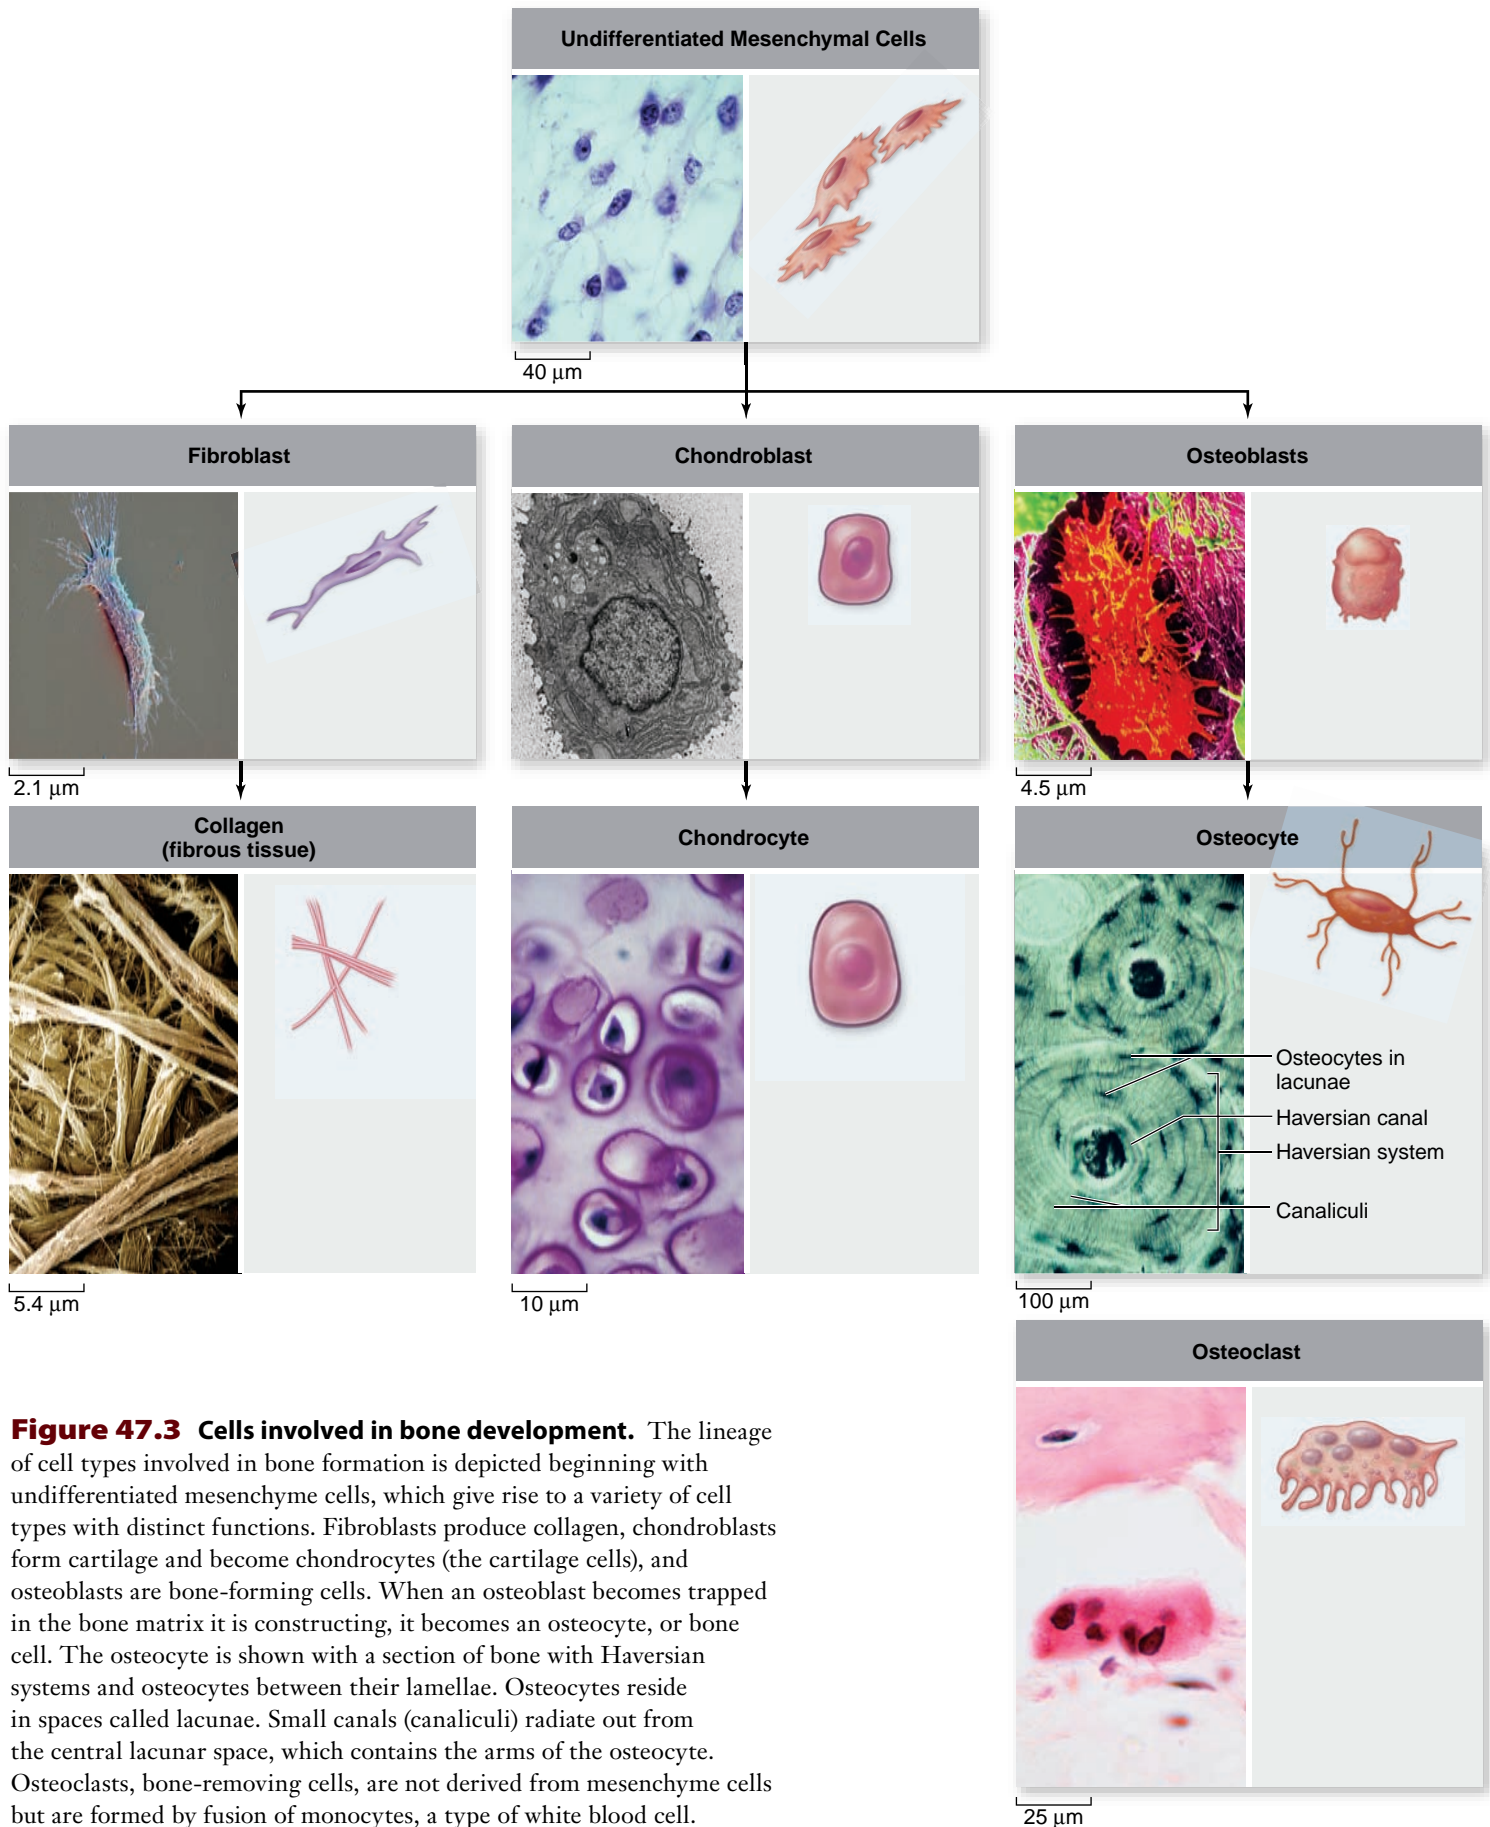 Undifferentiated Mesenchymal Cells
40 μm
Fibroblast
Chondroblast
Osteoblasts
2.1 μm
4.5 μm
Collagen
(fibrous tissue)
Chondrocyte
Osteocyte
Osteocytes in
lacunae
Haversian canal
Haversian system
Canaliculi
5.4 μm
10 μm
100 μm
Osteoclast
25 μm
Figure 47.3 Cells involved in bone development. The lineage
of cell types involved in bone formation is depicted beginning with
undifferentiated mesenchyme cells, which give rise to a variety of cell
types with distinct functions. Fibroblasts produce collagen, chondroblasts
form cartilage and become chondrocytes (the cartilage cells), and
osteoblasts are bone-forming cells. When an osteoblast becomes trapped
in the bone matrix it is constructing, it becomes an osteocyte, or bone
cell. The osteocyte is shown with a section of bone with Haversian
systems and osteocytes between their lamellae. Osteocytes reside
in spaces called lacunae. Small canals (canaliculi) radiate out from
the central lacunar space, which contains the arms of the osteocyte.
Osteoclasts, bone-removing cells, are not derived from mesenchyme cells
but are formed by fusion of monocytes, a type of white blood cell.